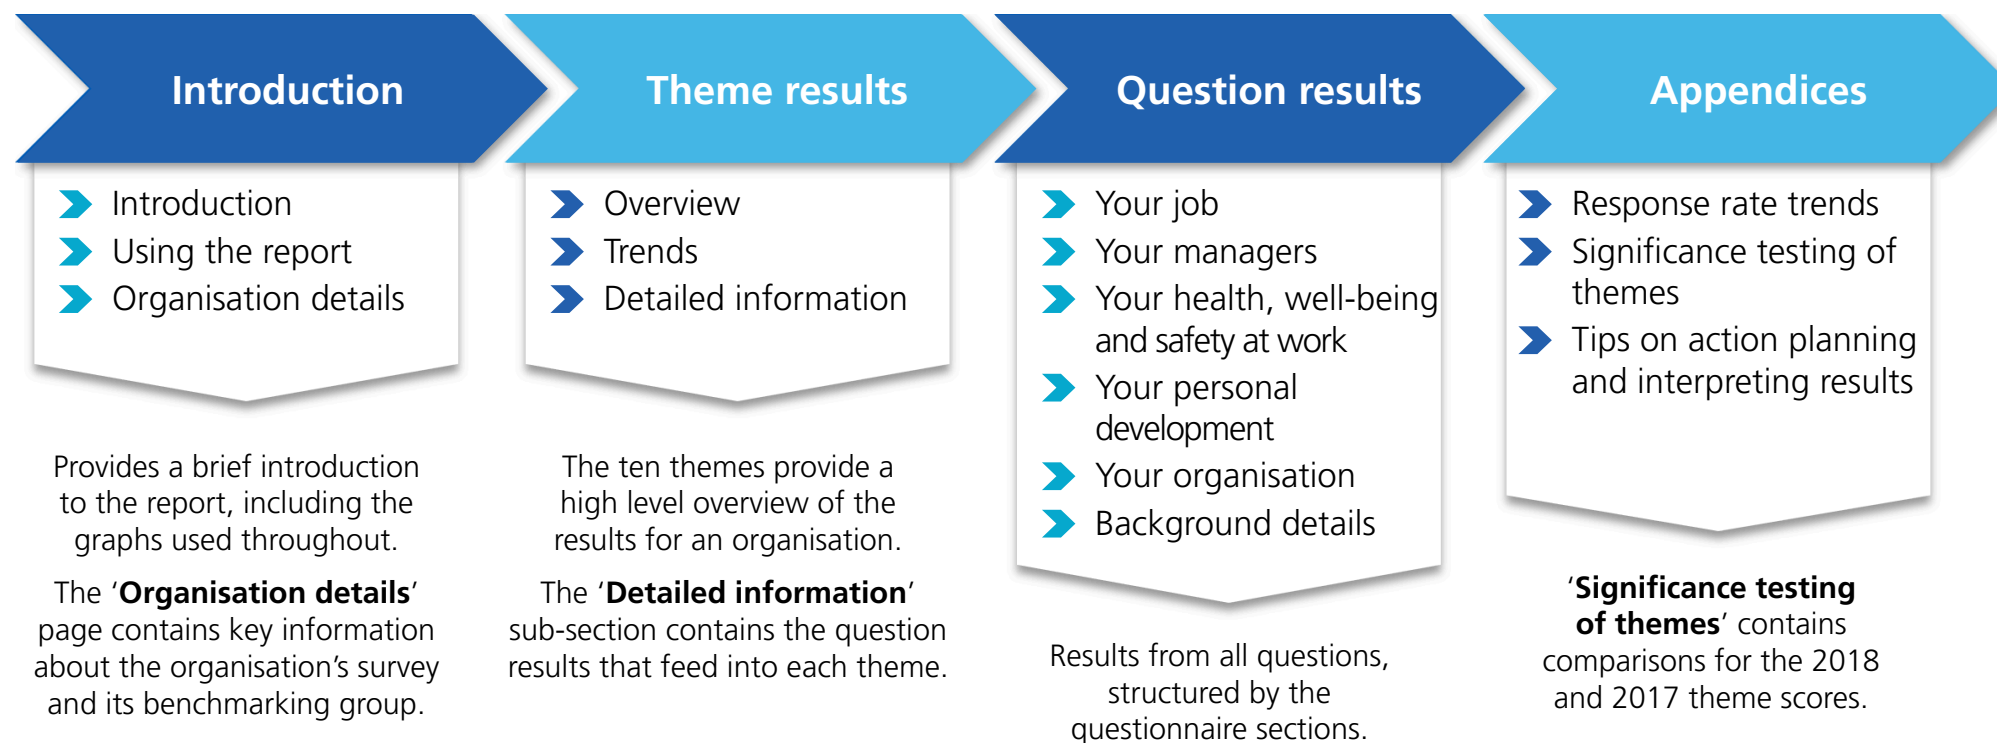 Introduction
Introduction
Using the report
Organisation details
Provides a brief introduction
to the report, including the
graphs used throughout.
The ‘Organisation details’
page contains key information
about the organisation’s survey
and its benchmarking group.
Theme results
Overview
Trends
Detailed information
The ten themes provide a
high level overview of the
results for an organisation.
The ‘Detailed information’
sub-section contains the question
results that feed into each theme.
Question results
Your job
Your managers
Your health, well-being
and safety at work
Your personal
development
Your organisation
Background details
Results from all questions,
structured by the
questionnaire sections.
Appendices
Response rate trends
Significance testing of
themes
Tips on action planning
and interpreting results
‘Significance testing
of themes’ contains
comparisons for the 2018
and 2017 theme scores.